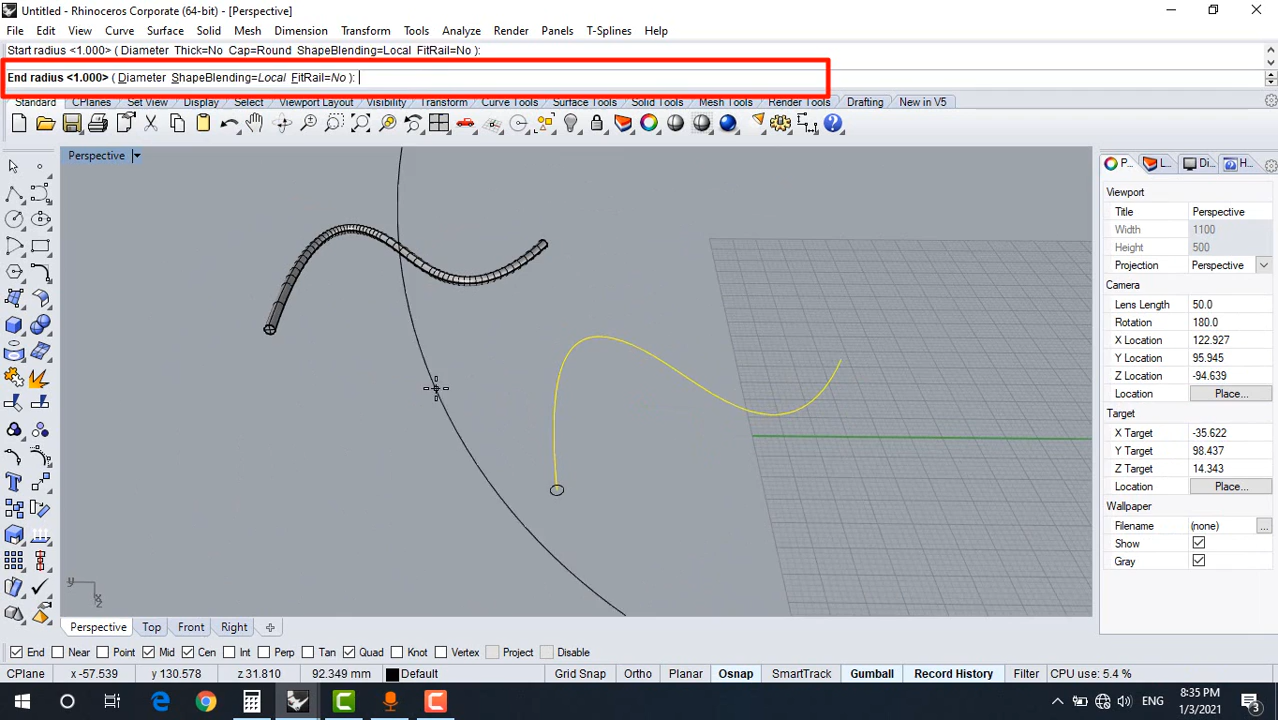 Untitled - Rhinoceros Corporate (64-bit) - [Perspective]
File Edit View Curve Surface Solid Mesh Dimension Transform Tools Analyze Render Panels T-Splines Help
Start radius <1.000> ( Diameter Thick=No Cap=Round ShapeBlending=Local FitRail=No ):
End radius <1.000> ( Diameter ShapeBlending=Local FitRail=No ):
Standard CPlanes Set View Display Select Viewport Layout Visibility Transform Curve Tools Surface Tools Solid Tools Mesh Tools Render Tools Drafting New in V5
Perspective
P... L... Di... H...
Viewport
Title Perspective
Width 1100
Height 500
Projection Perspective
Camera
Lens Length 50.0
Rotation 180.0
X Location 122.927
Y Location 95.945
Z Location -94.639
Location Place...
Target
X Target -35.622
Y Target 98.437
Z Target 14.343
Location Place...
Wallpaper
Filename (none) ...
Show
Gray
y
x
z
Perspective Top Front Right
End Near Point Mid Cen Int Perp Tan Quad Knot Vertex Project Disable
CPlane x -57.539 y 130.578 z 31.810 92.349 mm Default Grid Snap Ortho Planar Osnap SmartTrack Gumball Record History Filter CPU use: 5.4 %
ENG
8:35 PM
1/3/2021
3